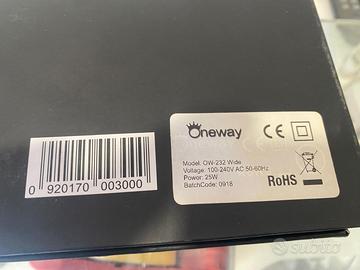 Oneway CE
Model: OW-232 Wide
Voltage: 100-240V AC 50-60Hz
Power: 25W
BatchCode: 0918
RoHS
0 920170 003000
subito